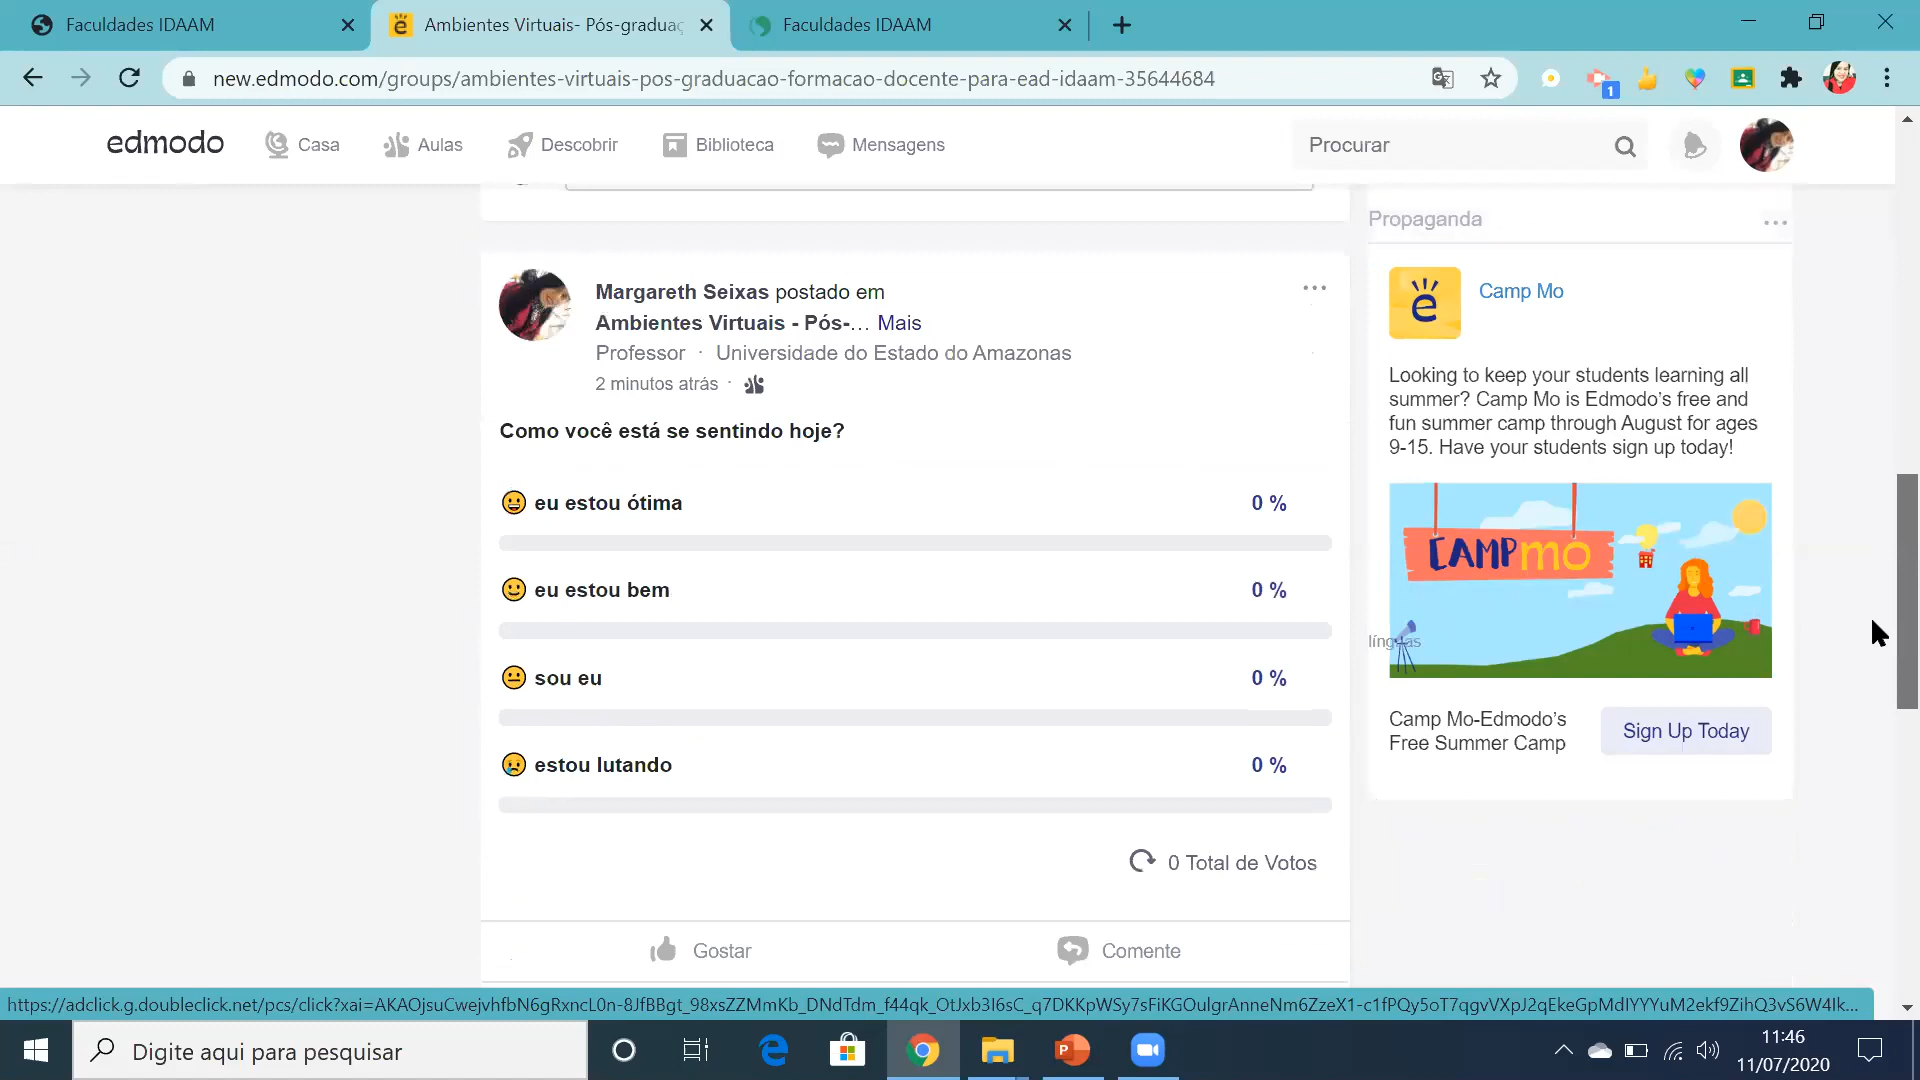 Faculdades IDAAM
Ambientes Virtuais- Pós-graduaç
Faculdades IDAAM
new.edmodo.com/groups/ambientes-virtuais-pos-graduacao-formacao-docente-para-ead-idaam-35644684
1
edmodo
Casa
Aulas
Descobrir
Biblioteca
Mensagens
Procurar
Propaganda
Margareth Seixas postado em
Ambientes Virtuais - Pós-... Mais
Professor · Universidade do Estado do Amazonas
2 minutos atrás ·
Como você está se sentindo hoje?
eu estou ótima 0 %
eu estou bem 0 %
sou eu 0 %
estou lutando 0 %
0 Total de Votos
Gostar
Comente
Camp Mo
Looking to keep your students learning all
summer? Camp Mo is Edmodo's free and
fun summer camp through August for ages
9-15. Have your students sign up today!
CAMP mo
línguas
Camp Mo-Edmodo's
Free Summer Camp
Sign Up Today
Digite aqui para pesquisar
11:46
11/07/2020